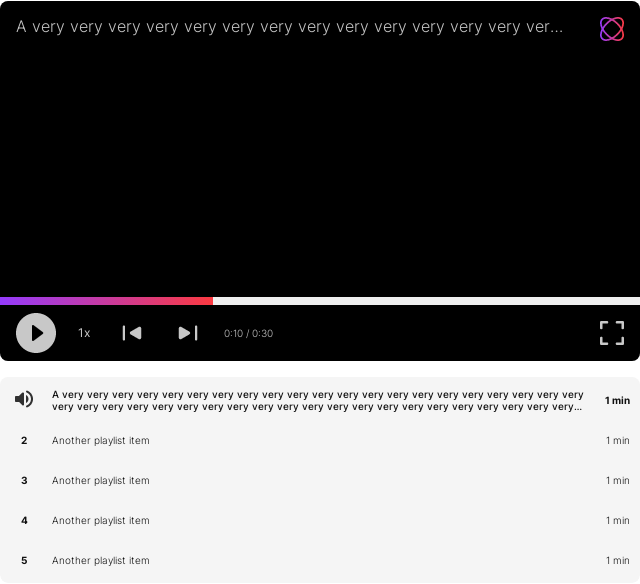 A very very very very very very very very very very very very very ver...
1x
0:10 / 0:30
A very very very very very very very very very very very very very very very very very very very very very
very very very very very very very very very very very very very very very very very very very very very...
1 min
2 Another playlist item 1 min
3 Another playlist item 1 min
4 Another playlist item 1 min
5 Another playlist item 1 min